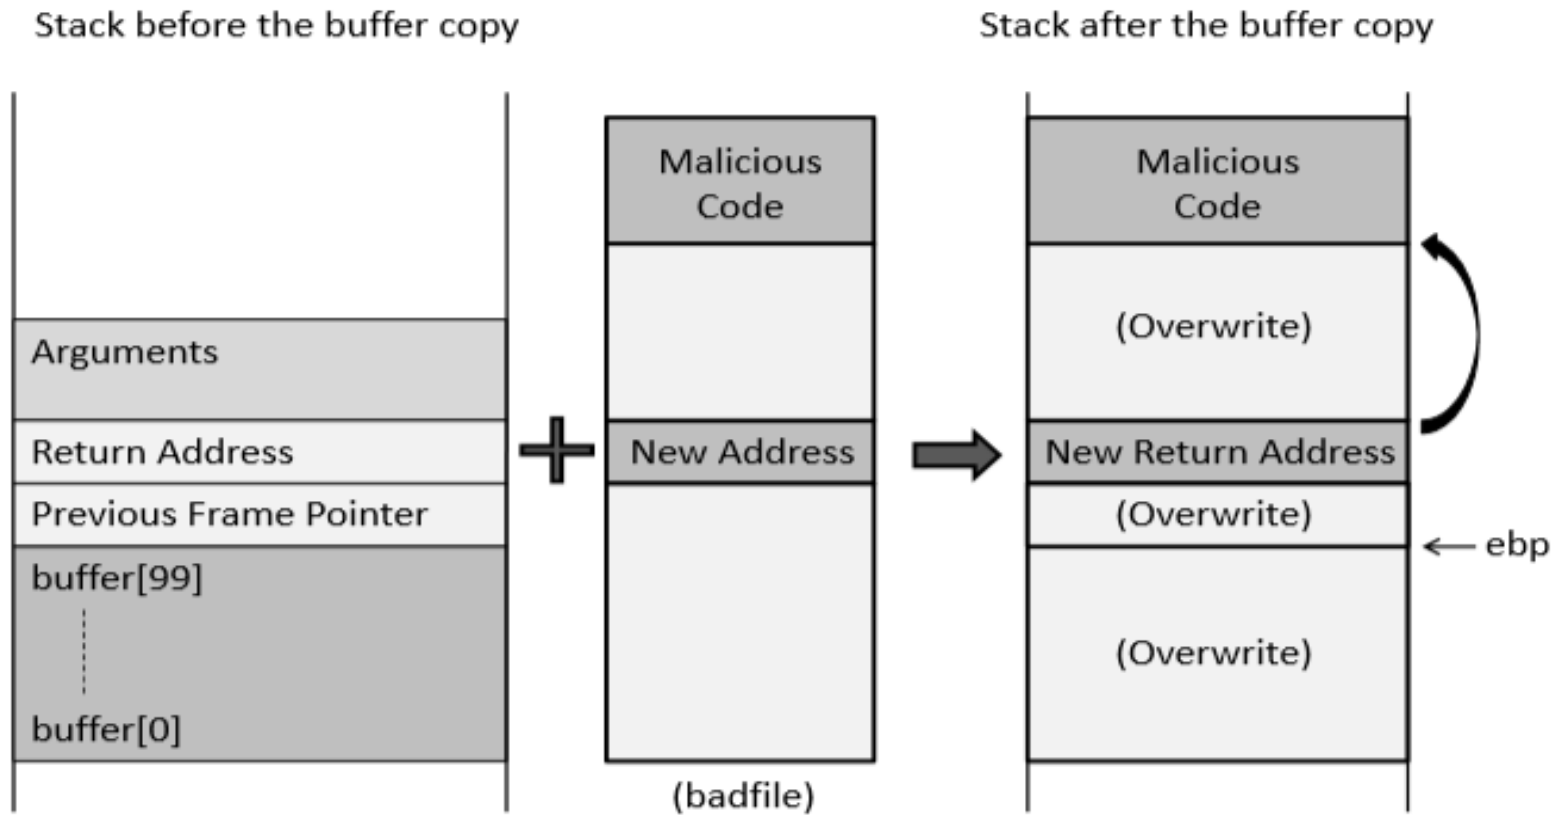 Stack before the buffer copy
Stack after the buffer copy
Arguments
Return Address
Previous Frame Pointer
buffer[99]
buffer[0]
Malicious
Code
New Address
(badfile)
Malicious
Code
(Overwrite)
New Return Address
(Overwrite)
ebp
(Overwrite)